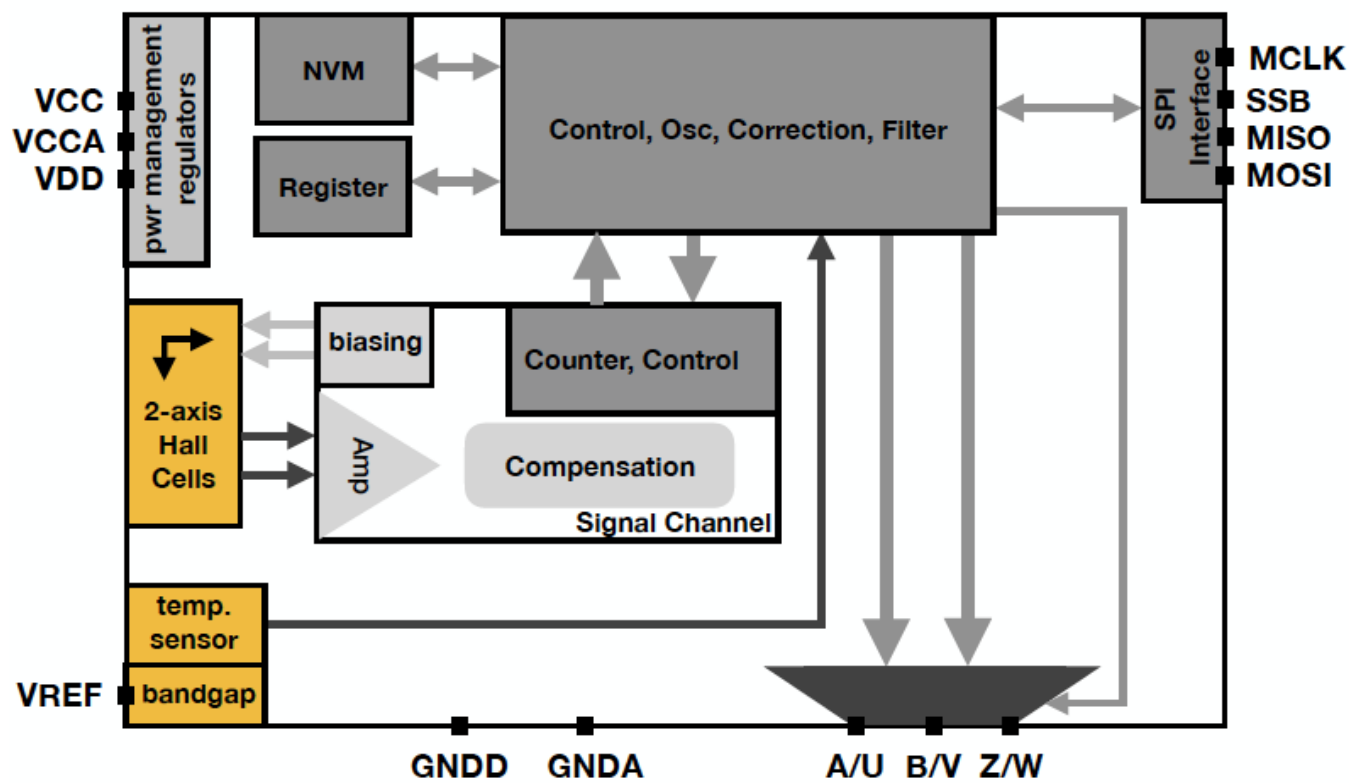 pwr management
regulators
NVM
Control, Osc, Correction, Filter
SPI
Interface
MCLK
SSB
MISO
MOSI
VCC
VCCA
VDD
Register
biasing
Counter, Control
2-axis
Hall
Cells
Amp
Compensation
Signal Channel
temp.
sensor
VREF
bandgap
GNDD
GNDA
A/U
B/V
Z/W